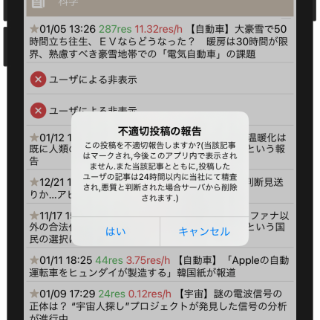 科学
★01/05 13:26 287res 11.32res/h 【自動車】大豪雪で50
時間立ち往生、ＥＶならどうなった？　暖房は30時間が限
界、熟慮すべき豪雪地帯での「電気自動車」の課題
ユーザによる非表示
ユーザによる非表示
不適切投稿の報告
この投稿を不適切報告しますか?(当該記事
はマークされ,今後このアプリ内で表示され
ません.また当該記事とともに,投稿した
ユーザの記事は24時間以内に当社にて精査
され,悪質と判断された場合サーバから削除
されます.)
はい
キャンセル
★01/12 1
温暖化は
既に人類の
という報
告
★12/21 1
判断見送
りか…アビ
★11/17 15
ファナ以
外の合法化
という国
民の選択
★01/11 18:25 44res 3.75res/h 【自動車】「Appleの自動
運転車をヒュンダイが製造する」韓国紙が報道
★01/09 17:29 24res 0.12res/h 【宇宙】謎の電波信号の
正体は？ “宇宙人探し”プロジェクトが発見した信号の分析
が進行中